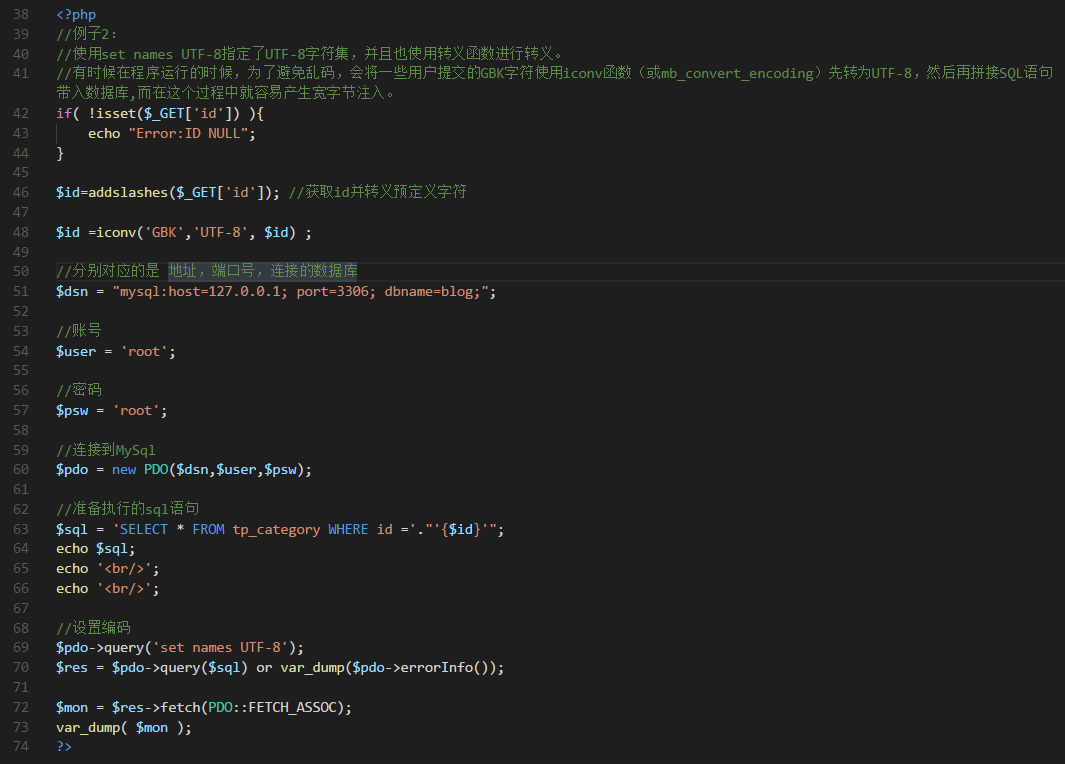 38 <?php
39 //例子2:
40 //使用set names UTF-8指定了UTF-8字符集，并且也使用转义函数进行转义。
41 //有时候在程序运行的时候，为了避免乱码，会将一些用户提交的GBK字符使用iconv函数（或mb_convert_encoding）先转为UTF-8，然后再拼接SQL语句
带入数据库,而在这个过程中就容易产生宽字节注入。
42 if( !isset($_GET['id']) ){
43     echo "Error:ID NULL";
44 }
45
46 $id=addslashes($_GET['id']); //获取id并转义预定义字符
47
48 $id =iconv('GBK','UTF-8', $id) ;
49
50 //分别对应的是 地址，端口号，连接的数据库
51 $dsn = "mysql:host=127.0.0.1; port=3306; dbname=blog;";
52
53 //账号
54 $user = 'root';
55
56 //密码
57 $psw = 'root';
58
59 //连接到MySql
60 $pdo = new PDO($dsn,$user,$psw);
61
62 //准备执行的sql语句
63 $sql = 'SELECT * FROM tp_category WHERE id ='."'{$id}'";
64 echo $sql;
65 echo '<br/>';
66 echo '<br/>';
67
68 //设置编码
69 $pdo->query('set names UTF-8');
70 $res = $pdo->query($sql) or var_dump($pdo->errorInfo());
71
72 $mon = $res->fetch(PDO::FETCH_ASSOC);
73 var_dump( $mon );
74 ?>